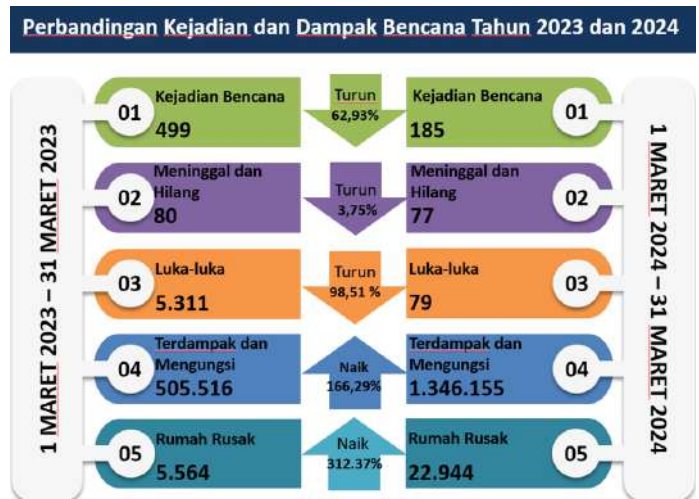 Perbandingan Kejadian dan Dampak Bencana Tahun 2023 dan 2024
1 MARET 2023 – 31 MARET 2023
01
Kejadian Bencana
499
Turun
62,93%
Kejadian Bencana
185
01
02
Meninggal dan
Hilang
80
Turun
3,75%
Meninggal dan
Hilang
77
02
03
Luka-luka
5.311
Turun
98,51 %
Luka-luka
79
03
04
Terdampak dan
Mengungsi
505.516
Naik
166,29%
Terdampak dan
Mengungsi
1.346.155
04
05
Rumah Rusak
5.564
Naik
312.37%
Rumah Rusak
22.944
05
1 MARET 2024 – 31 MARET 2024